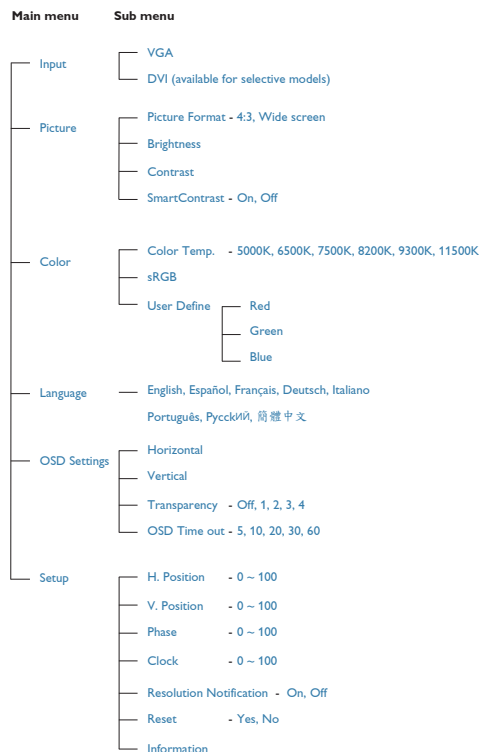 Main menu Sub menu
Input
VGA
DVI (available for selective models)
Picture
Picture Format - 4:3, Wide screen
Brightness
Contrast
SmartContrast - On, Off
Color
Color Temp. - 5000K, 6500K, 7500K, 8200K, 9300K, 11500K
sRGB
User Define
Red
Green
Blue
Language
English, Español, Français, Deutsch, Italiano
Português, РуссkИЙ, 簡體中文
OSD Settings
Horizontal
Vertical
Transparency - Off, 1, 2, 3, 4
OSD Time out - 5, 10, 20, 30, 60
Setup
H. Position - 0 ~ 100
V. Position - 0 ~ 100
Phase - 0 ~ 100
Clock - 0 ~ 100
Resolution Notification - On, Off
Reset - Yes, No
Information